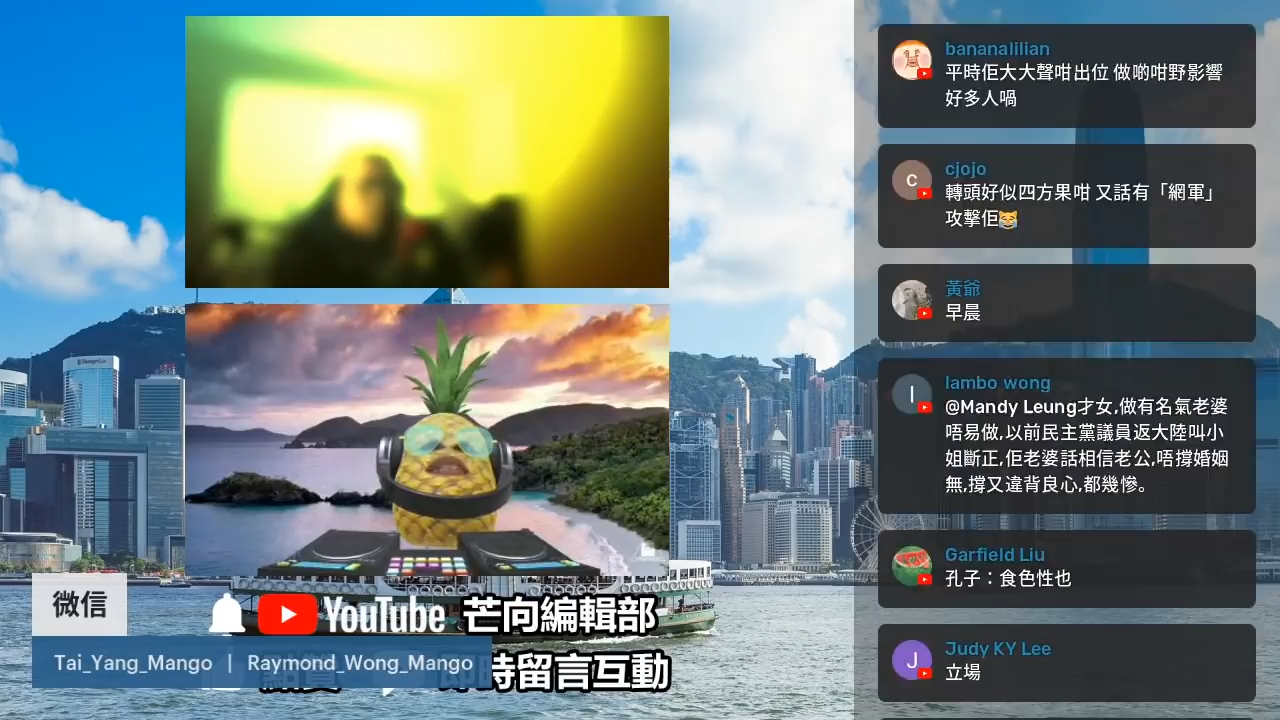 bananalilian
平時佢大大聲咁出位 做啲咁野影響
好多人喎
cjojo
轉頭好似四方果咁 又話有「網軍」
攻擊佢😹
黃爺
早晨
lambo wong
@Mandy Leung才女,做有名氣老婆
唔易做,以前民主黨議員返大陸叫小
姐斷正,佢老婆話相信老公,唔撐婚姻
無,撐又違背良心,都幾慘。
Garfield Liu
孔子：食色性也
Judy KY Lee
立場
微信
YouTube 芒向編輯部
Tai_Yang_Mango | Raymond_Wong_Mango
時留言互動